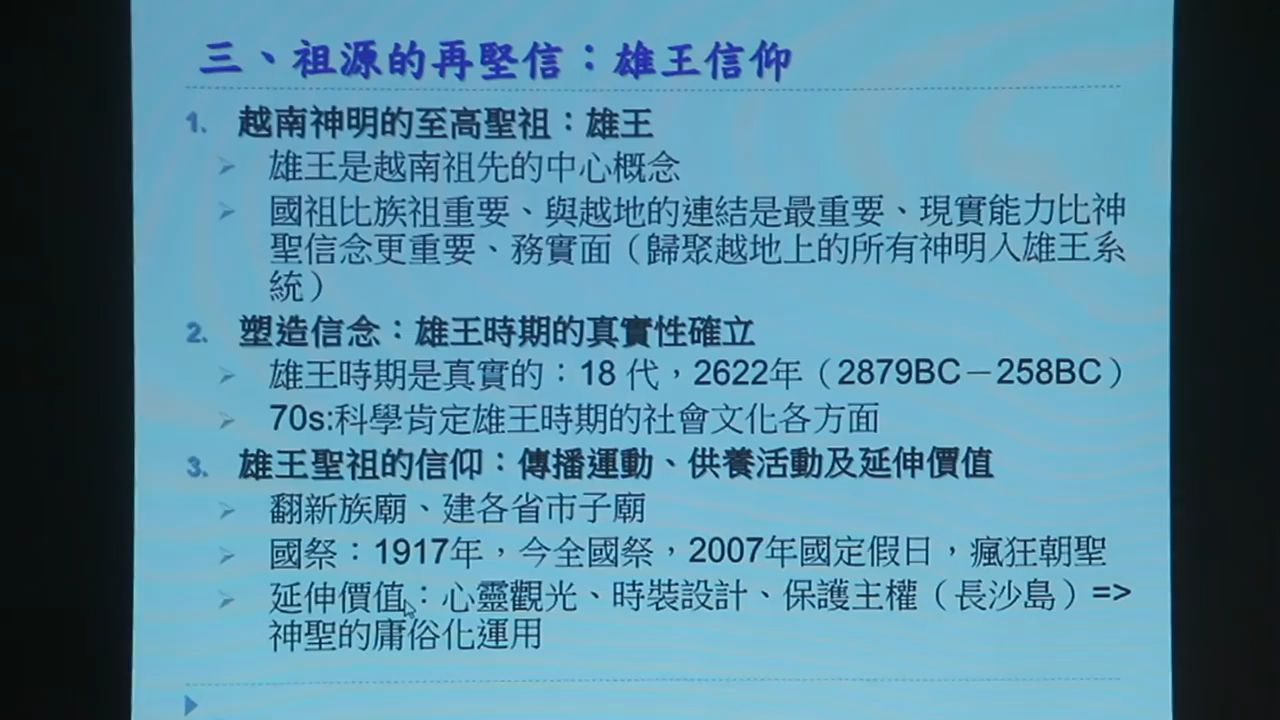 三、祖源的再堅信：雄王信仰
1. 越南神明的至高聖祖：雄王
雄王是越南祖先的中心概念
國祖比族祖重要、與越地的連結是最重要、現實能力比神
聖信念更重要、務實面（歸聚越地上的所有神明入雄王系
統）
2. 塑造信念：雄王時期的真實性確立
雄王時期是真實的：18 代，2622年（2879BC－258BC）
70s:科學肯定雄王時期的社會文化各方面
3. 雄王聖祖的信仰：傳播運動、供養活動及延伸價值
翻新族廟、建各省市子廟
國祭：1917年，今全國祭，2007年國定假日，瘋狂朝聖
延伸價值：心靈觀光、時裝設計、保護主權（長沙島）=>
神聖的庸俗化運用